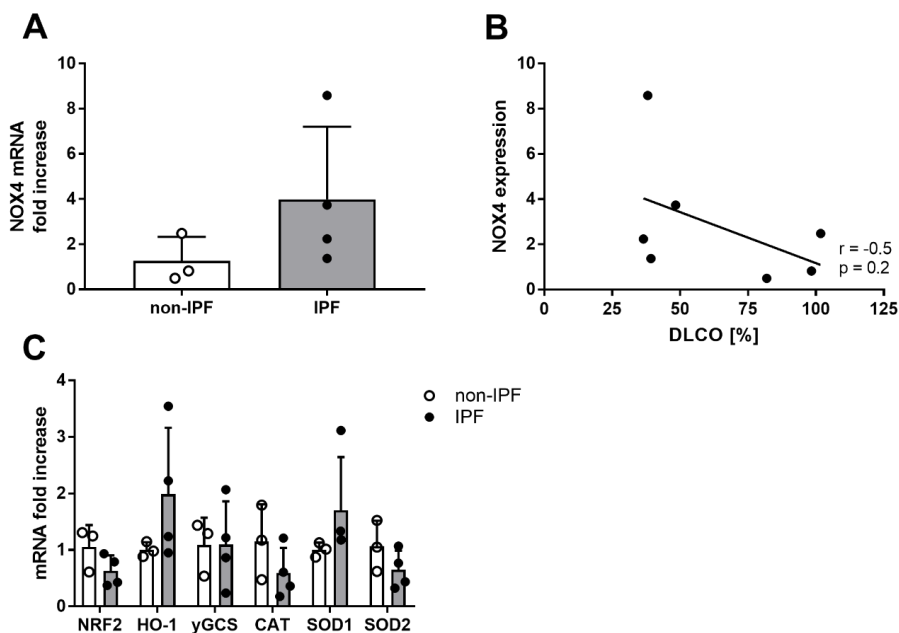 A
NOX4 mRNA
fold increase
10
8
6
4
2
0
non-IPF
IPF
B
NOX4 expression
10
8
6
4
2
0
r = -0.5
p = 0.2
0
25
50
75
100
125
DLCO [%]
C
mRNA fold increase
4
3
2
1
0
NRF2
HO-1
yGCS
CAT
SOD1
SOD2
non-IPF
IPF